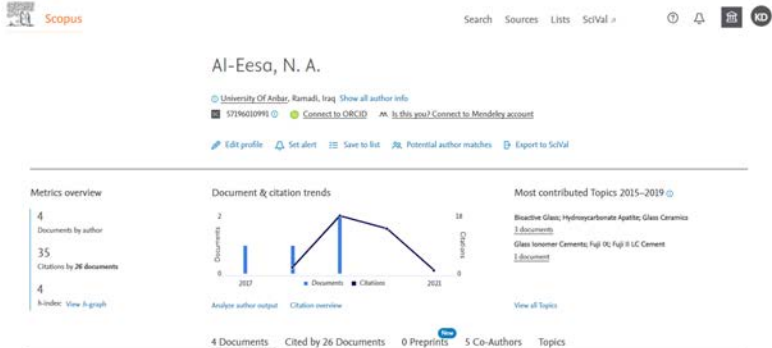 Scopus
Search Sources Lists SciVal
KD
Al-Eesa, N. A.
University Of Anbar, Ramadi, Iraq Show all author info
57196010991 Connect to ORCID Is this you? Connect to Mendeley account
Edit profile Set alert Save to list Potential author matches Export to SciVal
Metrics overview
4
Documents by author
35
Citations by 26 documents
4
h-index: View h-graph
Document & citation trends
2
18
Documents
Citations
0
0
2017
2021
Documents Citations
Analyze author output Citation overview
Most contributed Topics 2015–2019
Bioactive Glass; Hydroxycarbonate Apatite; Glass Ceramics
3 documents
Glass Ionomer Cements; Fuji IX; Fuji II LC Cement
1 document
View all Topics
New
4 Documents Cited by 26 Documents 0 Preprints 5 Co-Authors Topics